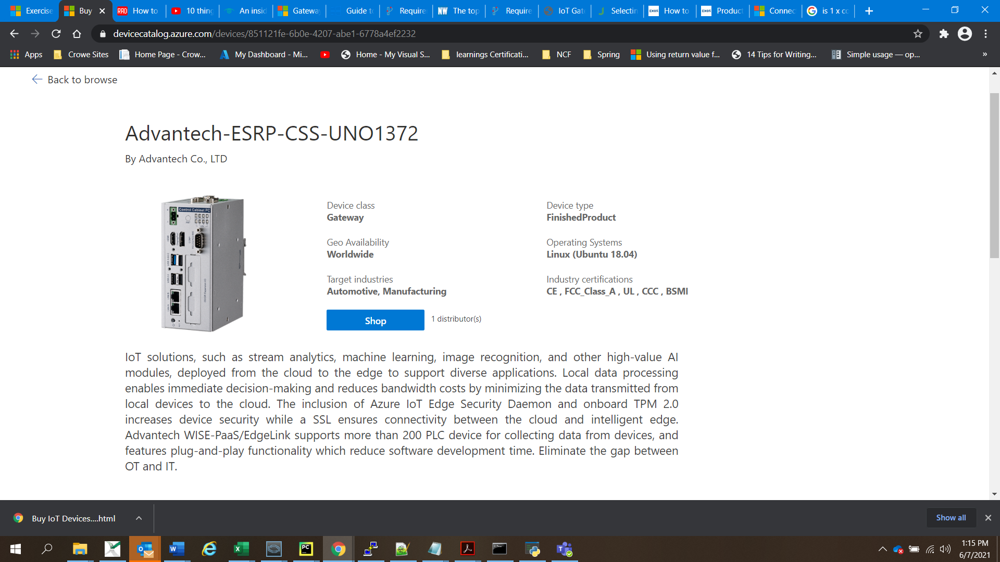 Exercise
Buy
How to
10 thing
An insid
Gateway
Guide to
Require
The top
Require
IoT Gat
Selectin
How to
Product
Connec
is 1 x co
devicecatalog.azure.com/devices/851121fe-6b0e-4207-abe1-6778a4ef2232
Apps
Crowe Sites
Home Page - Crow...
My Dashboard - Mi...
Home - My Visual S...
learnings Certificati...
NCF
Spring
Using return value f...
14 Tips for Writing...
Simple usage — op...
»
Back to browse
Advantech-ESRP-CSS-UNO1372
By Advantech Co., LTD
Control Cabinet PC
Device class
Gateway
Device type
FinishedProduct
Geo Availability
Worldwide
Operating Systems
Linux (Ubuntu 18.04)
Target industries
Automotive, Manufacturing
Industry certifications
CE , FCC_Class_A , UL , CCC , BSMI
Shop
1 distributor(s)
IoT solutions, such as stream analytics, machine learning, image recognition, and other high-value AI
modules, deployed from the cloud to the edge to support diverse applications. Local data processing
enables immediate decision-making and reduces bandwidth costs by minimizing the data transmitted from
local devices to the cloud. The inclusion of Azure IoT Edge Security Daemon and onboard TPM 2.0
increases device security while a SSL ensures connectivity between the cloud and intelligent edge.
Advantech WISE-PaaS/EdgeLink supports more than 200 PLC device for collecting data from devices, and
features plug-and-play functionality which reduce software development time. Eliminate the gap between
OT and IT.
Buy IoT Devices....html
Show all
1:15 PM
6/7/2021